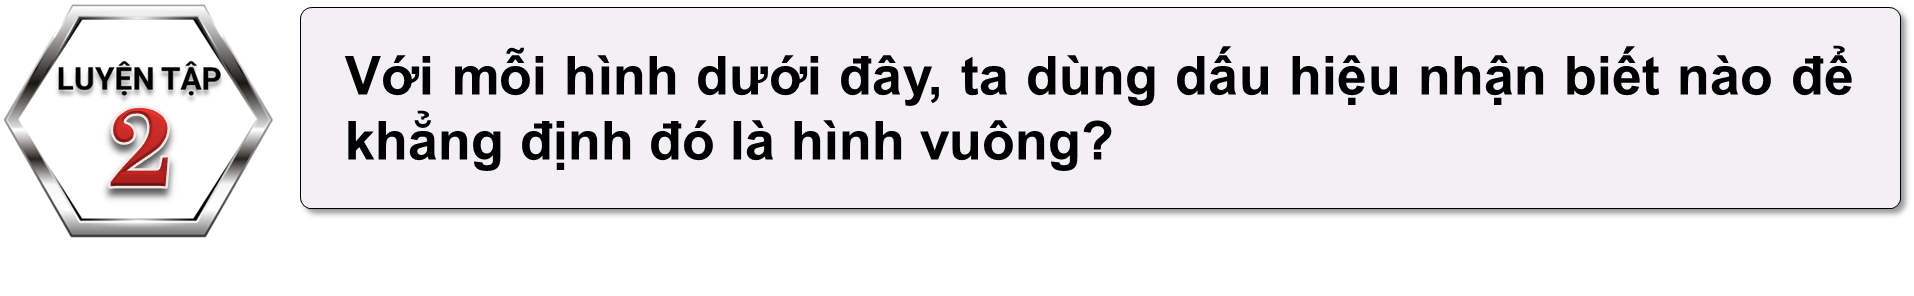 LUYỆN TẬP
2
Với mỗi hình dưới đây, ta dùng dấu hiệu nhận biết nào để
khẳng định đó là hình vuông?